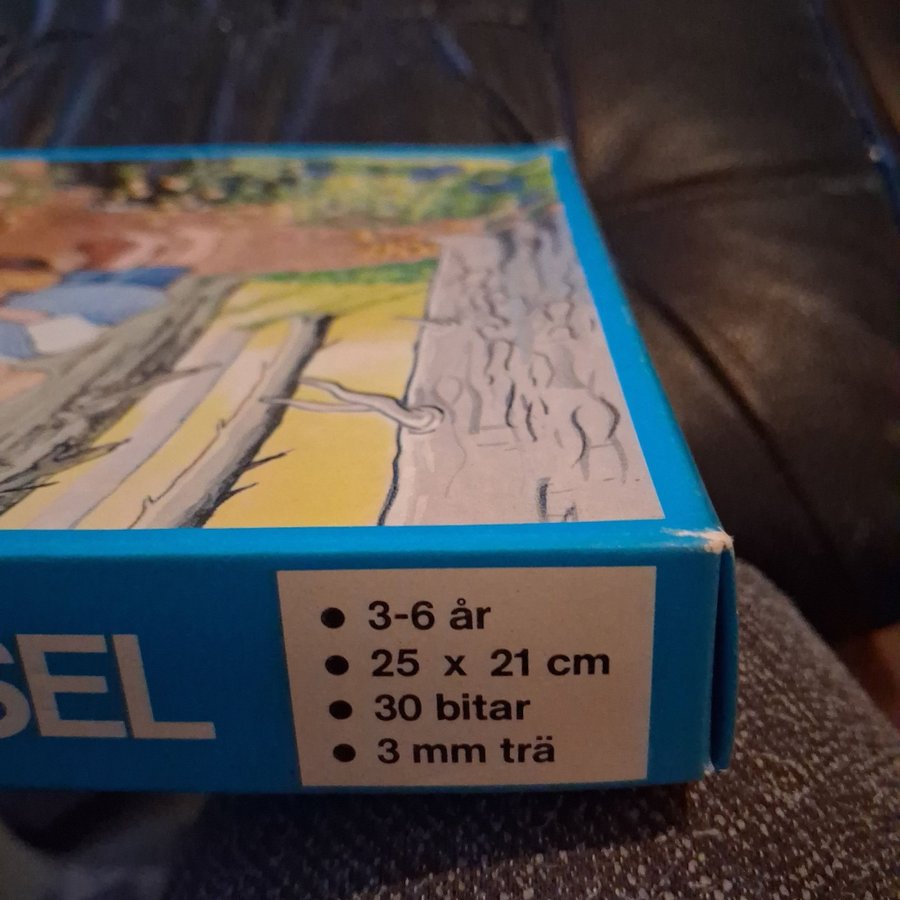 SEL
• 3-6 år
• 25 x 21 cm
• 30 bitar
• 3 mm trä